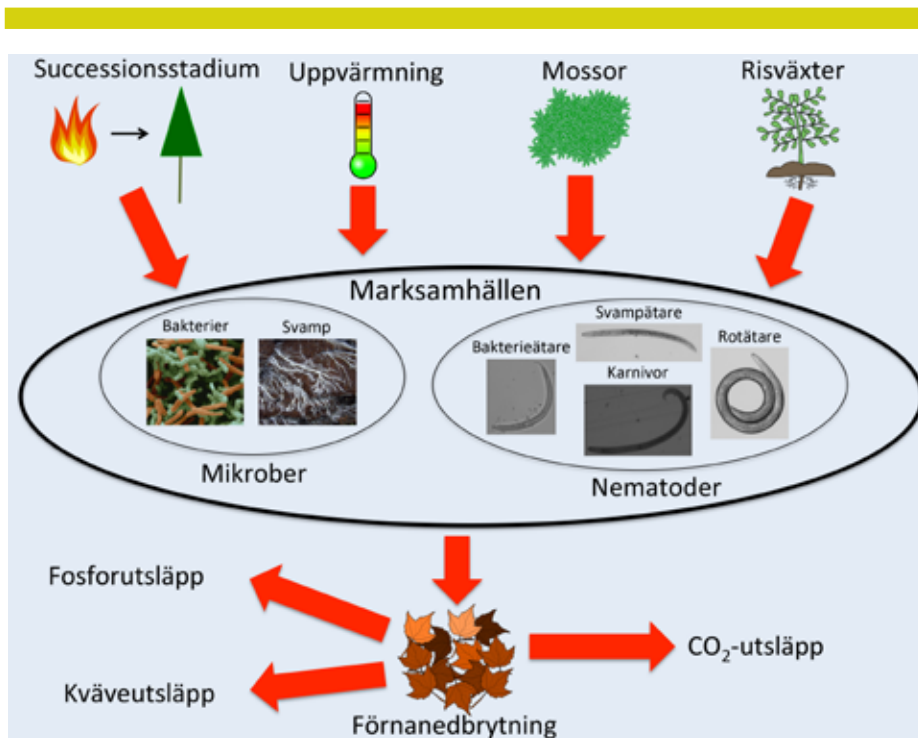 Successionsstadium
Uppvärmning
Mossor
Risväxter
Marksamhällen
Bakterier
Svamp
Mikrober
Svampätare
Bakterieätare
Rotätare
Karnivor
Nematoder
Fosforutsläpp
Kväveutsläpp
CO₂-utsläpp
Förnanedbrytning